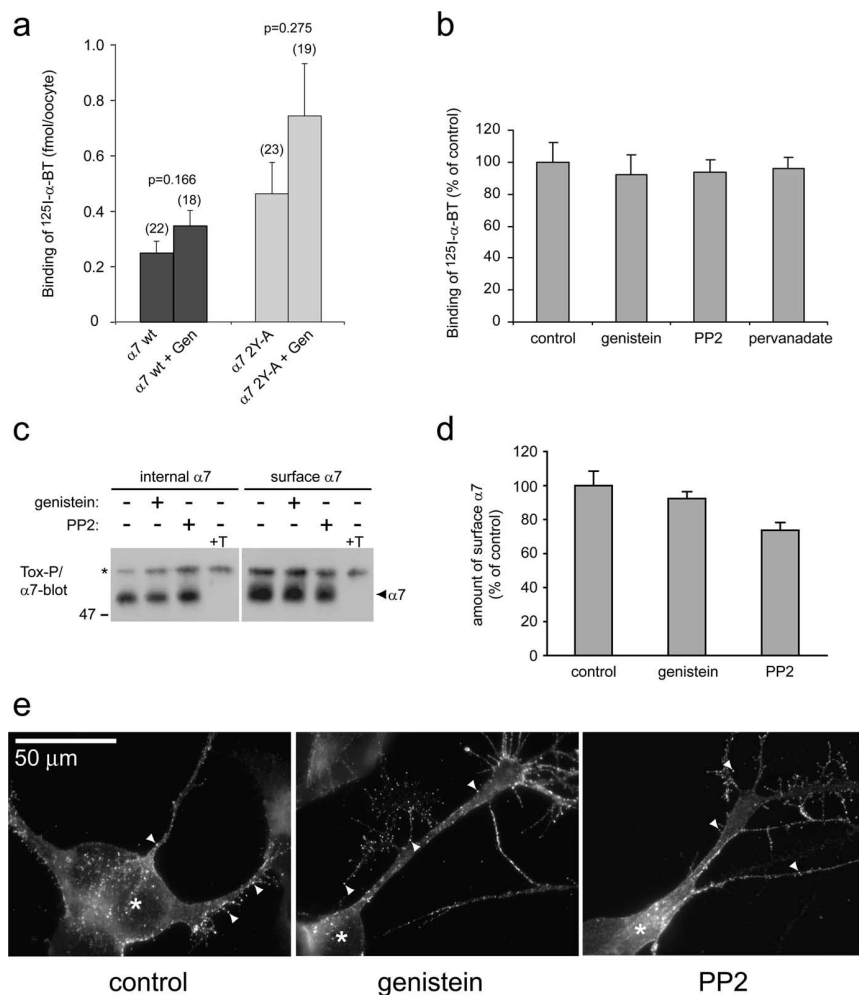 a
p=0.275
(19)
1.0
0.8
0.6
0.4
0.2
0
Binding of 125I-α-BT (fmol/oocyte)
p=0.166
(22)
(18)
(23)
α7 wt
α7 wt + Gen
α7 2Y-A
α7 2Y-A + Gen
b
120
100
80
60
40
20
0
Binding of 125I-α-BT (% of control)
control genistein PP2 pervanadate
c
internal α7 surface α7
genistein: - + - - + -
PP2: - - + - - +
+T +T
Tox-P/
α7-blot
*
47 –
◄α7
d
120
100
80
60
40
20
0
amount of surface α7
(% of control)
control genistein PP2
e
50 μm
* * *
control genistein PP2